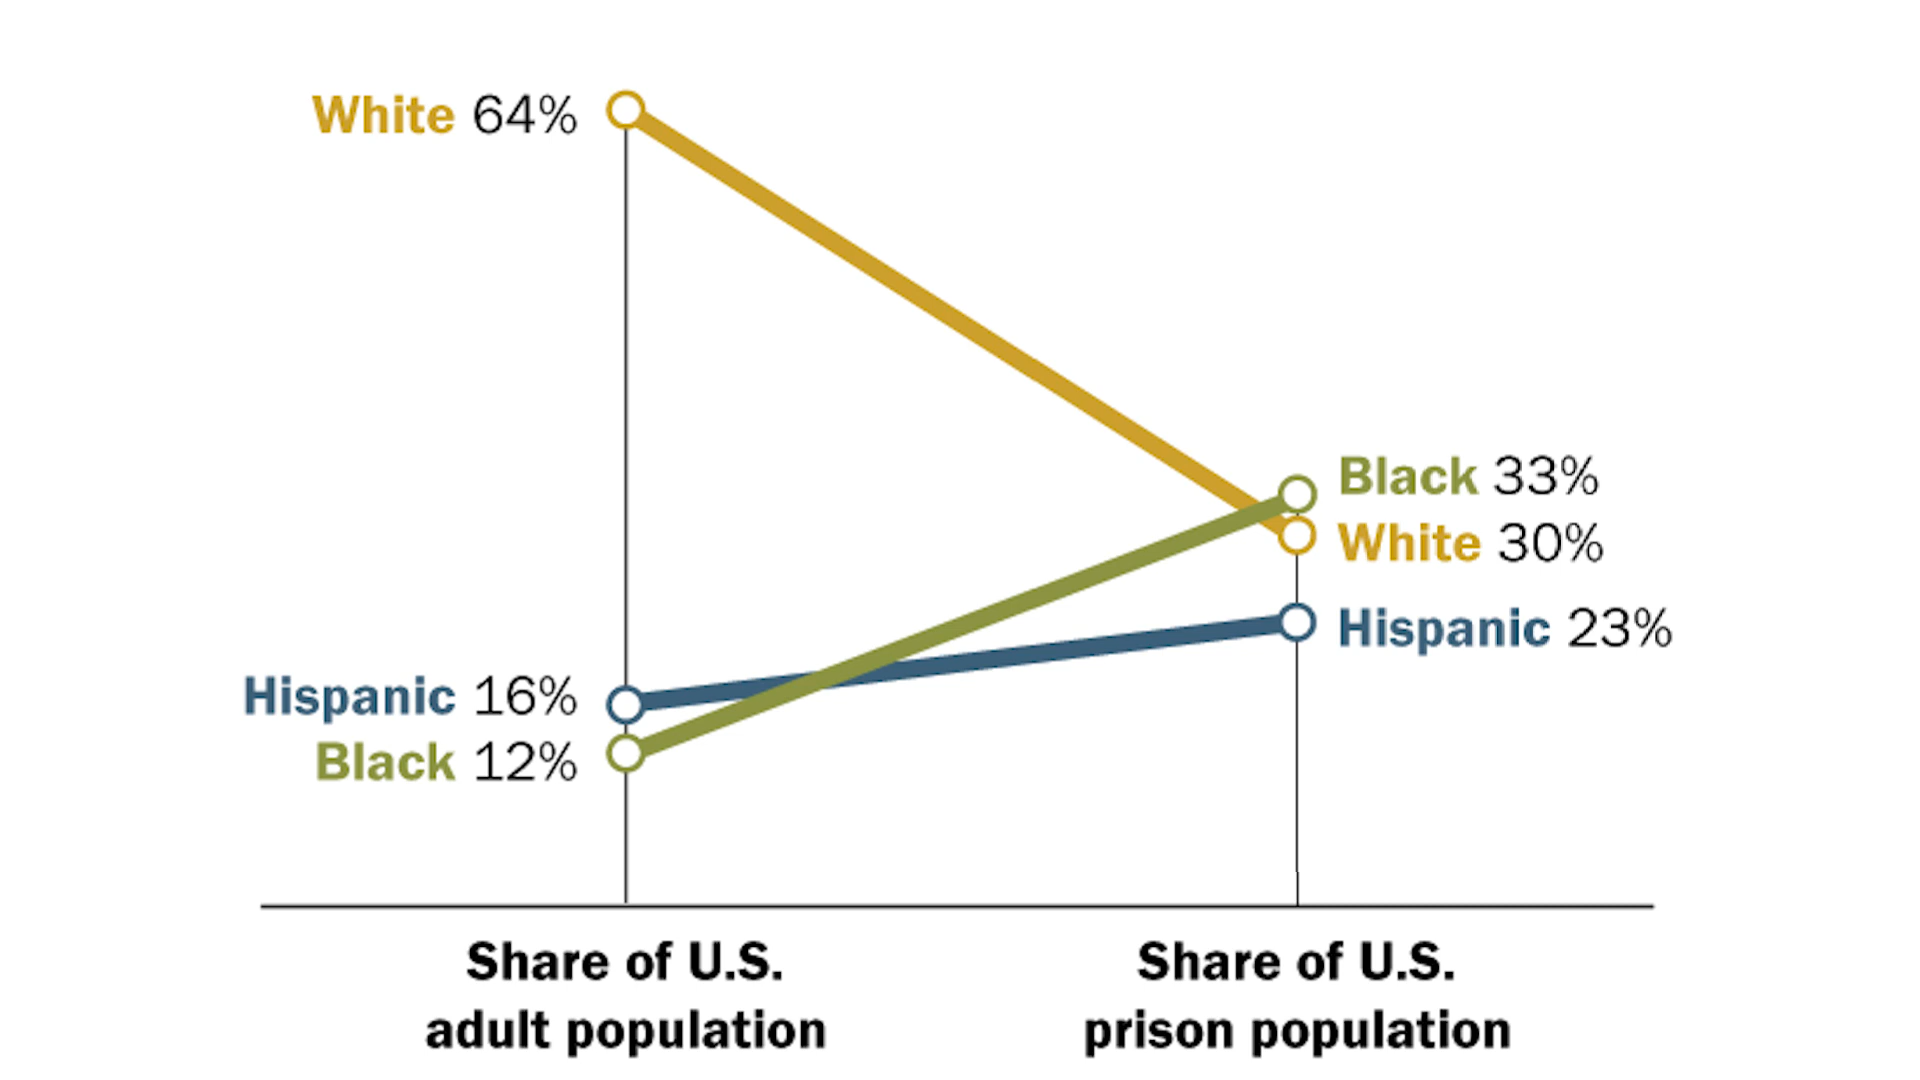 White 64%
Black 33%
White 30%
Hispanic 23%
Hispanic 16%
Black 12%
Share of U.S.
adult population
Share of U.S.
prison population